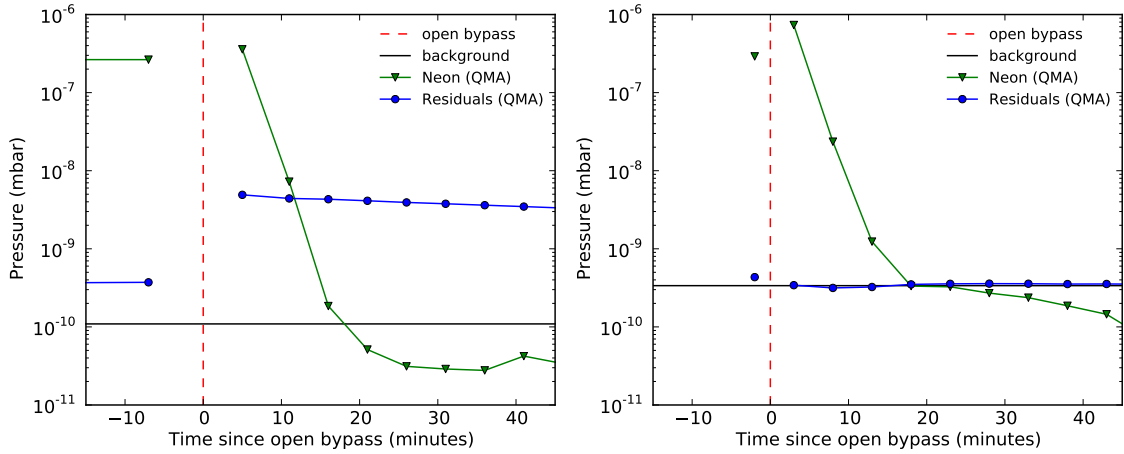 10⁻⁶
10⁻⁷
10⁻⁸
10⁻⁹
10⁻¹⁰
10⁻¹¹
Pressure (mbar)
−10
0
10
20
30
40
Time since open bypass (minutes)
open bypass
background
Neon (QMA)
Residuals (QMA)
10⁻⁶
10⁻⁷
10⁻⁸
10⁻⁹
10⁻¹⁰
10⁻¹¹
Pressure (mbar)
−10
0
10
20
30
40
Time since open bypass (minutes)
open bypass
background
Neon (QMA)
Residuals (QMA)